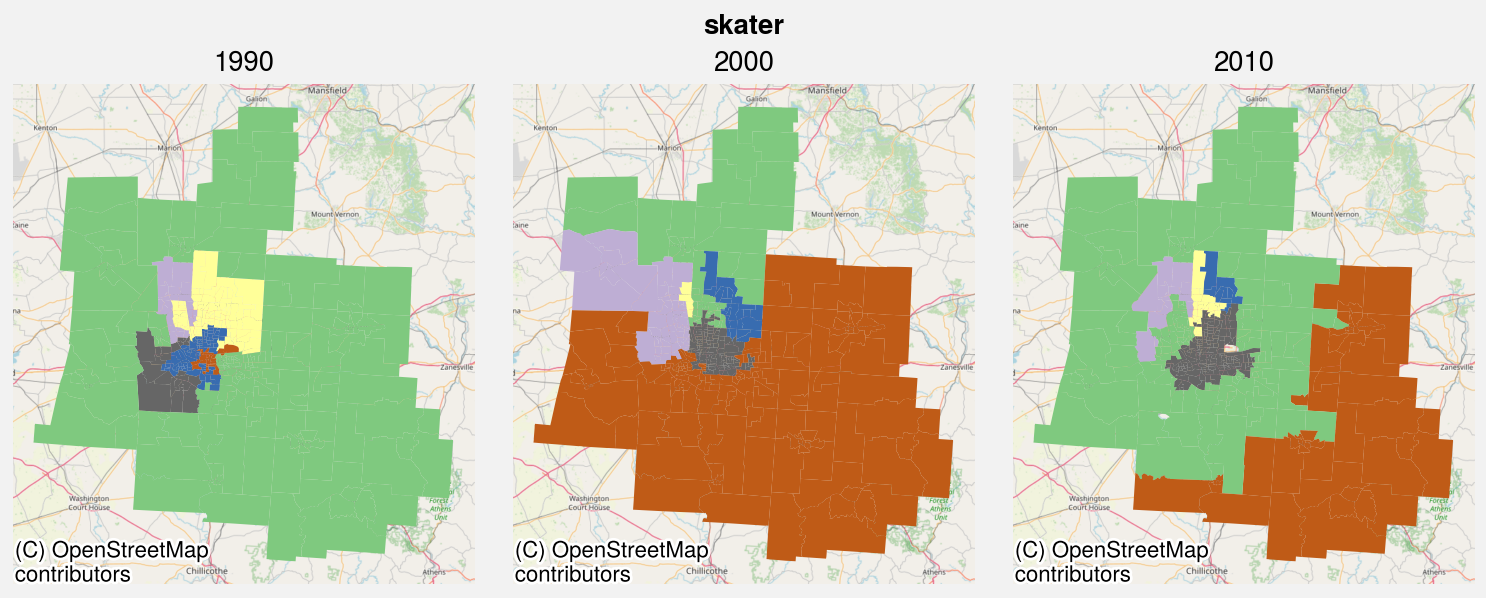 skater
1990
2000
2010
Galion
Mansfield
Kenton
Marion
Mount Vernon
Zanesville
Washington
Court House
Forest
Athens
Unit
Chillicothe
Athens
(C) OpenStreetMap
contributors
Galion
Mansfield
Kenton
Marion
Mount Vernon
Zanesville
Washington
Court House
Forest
Athens
Unit
Chillicothe
Athens
(C) OpenStreetMap
contributors
Galion
Mansfield
Kenton
Marion
Mount Vernon
Zanesville
Washington
Court House
Forest
Athens
Unit
Chillicothe
Athens
(C) OpenStreetMap
contributors